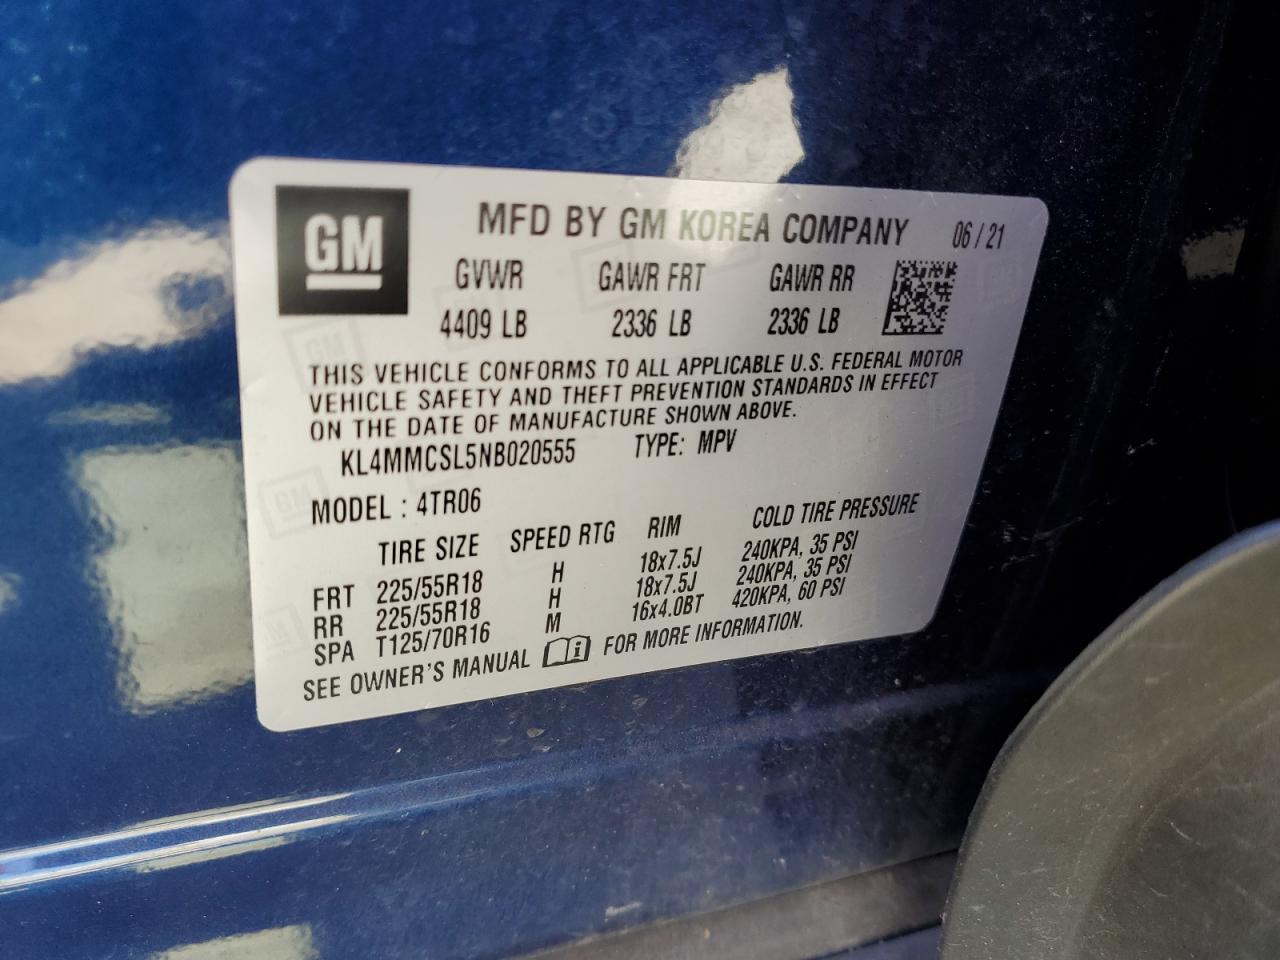 GM
MFD BY GM KOREA COMPANY 06 / 21
GVWR GAWR FRT GAWR RR
4409 LB 2336 LB 2336 LB
THIS VEHICLE CONFORMS TO ALL APPLICABLE U.S. FEDERAL MOTOR
VEHICLE SAFETY AND THEFT PREVENTION STANDARDS IN EFFECT
ON THE DATE OF MANUFACTURE SHOWN ABOVE.
KL4MMCSL5NB020555 TYPE: MPV
MODEL : 4TR06
TIRE SIZE SPEED RTG RIM COLD TIRE PRESSURE
FRT 225/55R18 H 18x7.5J 240KPA, 35 PSI
RR 225/55R18 H 18x7.5J 240KPA, 35 PSI
SPA T125/70R16 M 16x4.0BT 420KPA, 60 PSI
SEE OWNER'S MANUAL FOR MORE INFORMATION.